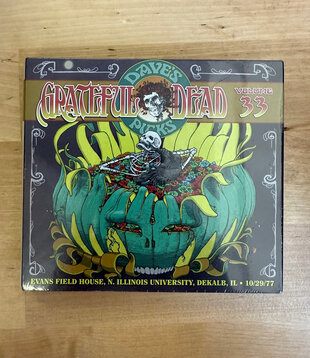 DAVE'S
GRATEFUL DEAD
VOLUME
33
PICKS
EVANS FIELD HOUSE, N. ILLINOIS UNIVERSITY, DEKALB, IL • 10/29/77